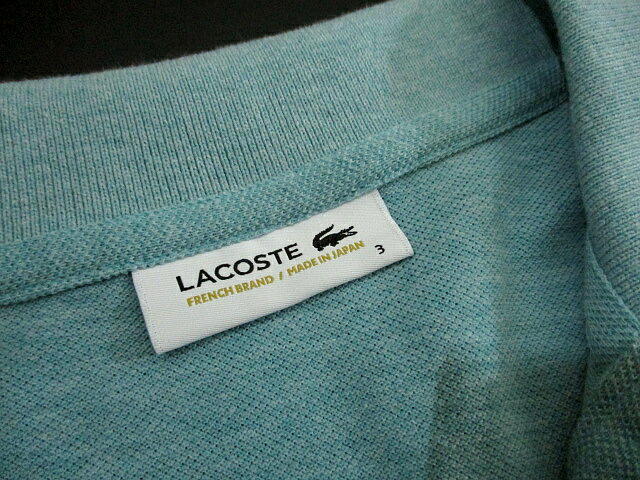 LACOSTE
FRENCH BRAND / MADE IN JAPAN
3